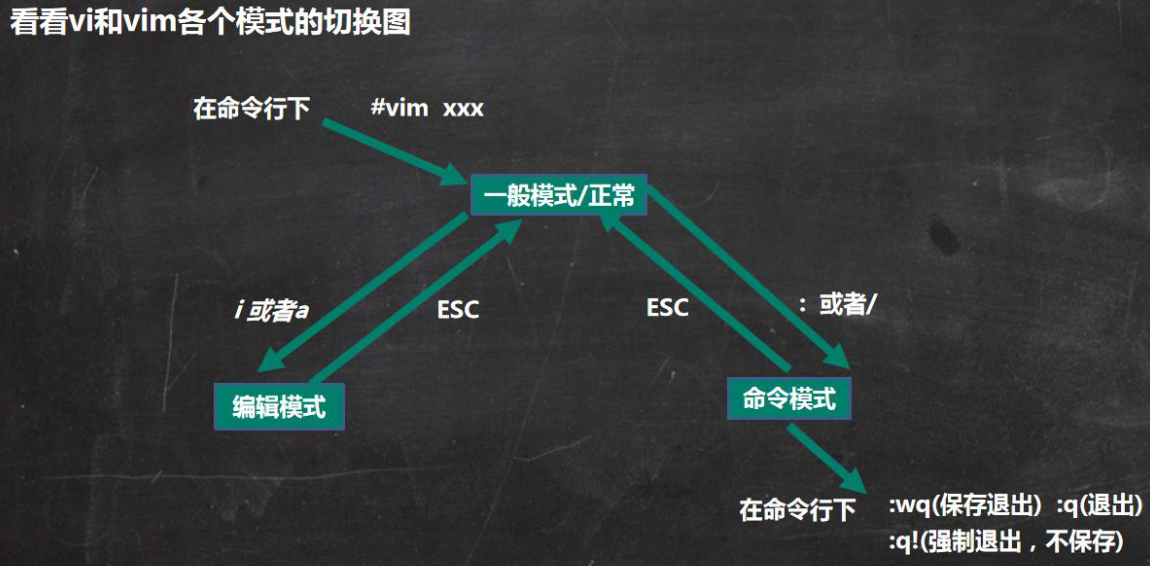 看看vi和vim各个模式的切换图
在命令行下 #vim xxx
一般模式/正常
i 或者a
ESC
ESC
：或者/
编辑模式
命令模式
在命令行下
:wq(保存退出) :q(退出)
:q!(强制退出，不保存)